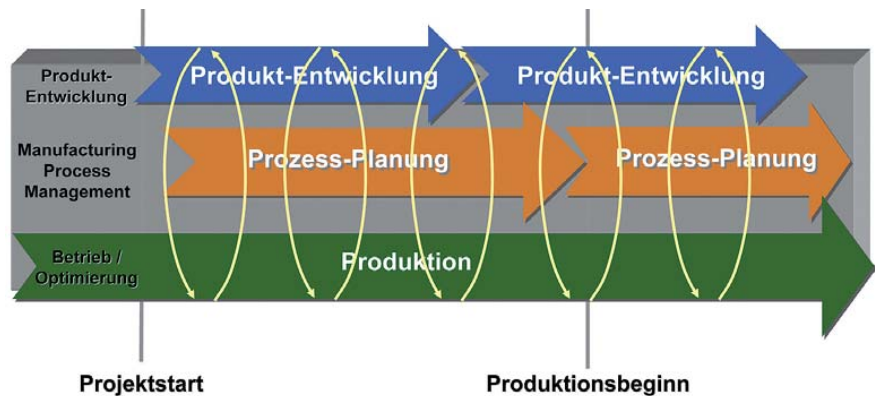 Produkt-
Entwicklung
Produkt-Entwicklung
Produkt-Entwicklung
Manufacturing
Process
Management
Prozess-Planung
Prozess-Planung
Betrieb /
Optimierung
Produktion
Projektstart
Produktionsbeginn